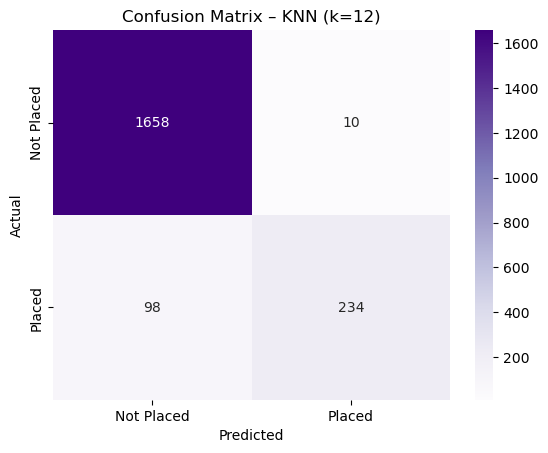 Confusion Matrix – KNN (k=12)
Actual
Not Placed
Placed
1658
10
98
234
Not Placed
Placed
Predicted
1600
1400
1200
1000
800
600
400
200